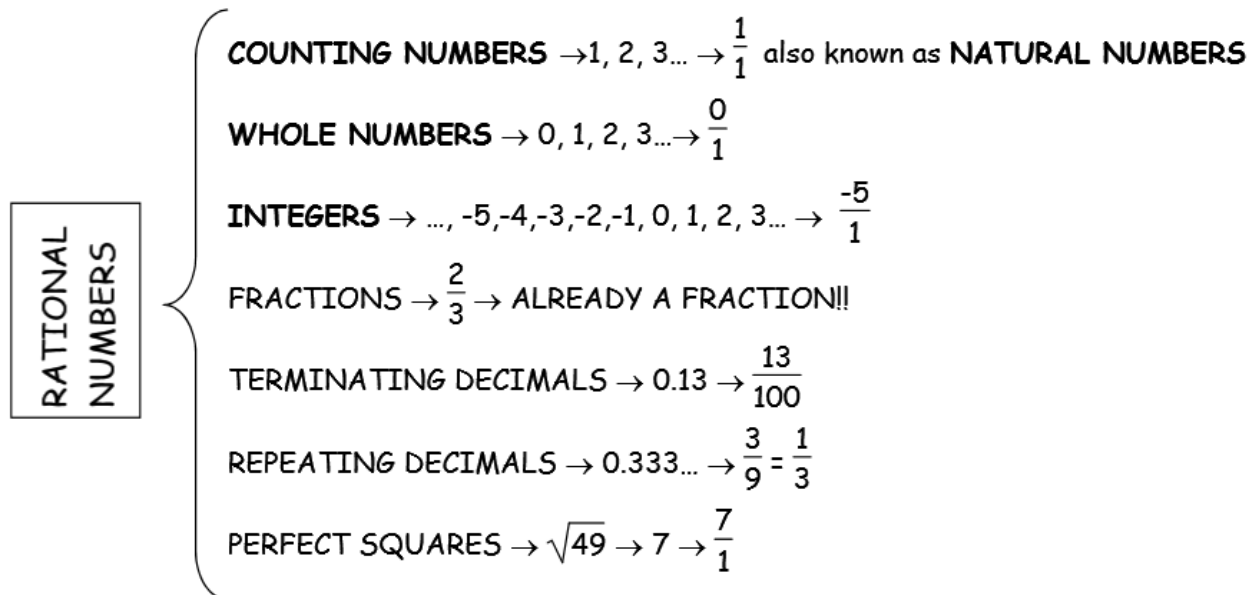 RATIONAL
NUMBERS
COUNTING NUMBERS →1, 2, 3... → 1/1 also known as NATURAL NUMBERS
WHOLE NUMBERS → 0, 1, 2, 3...→ 0/1
INTEGERS → ..., -5,-4,-3,-2,-1, 0, 1, 2, 3... → -5/1
FRACTIONS → 2/3 → ALREADY A FRACTION!!
TERMINATING DECIMALS → 0.13 → 13/100
REPEATING DECIMALS → 0.333... → 3/9 = 1/3
PERFECT SQUARES → √49 → 7 → 7/1